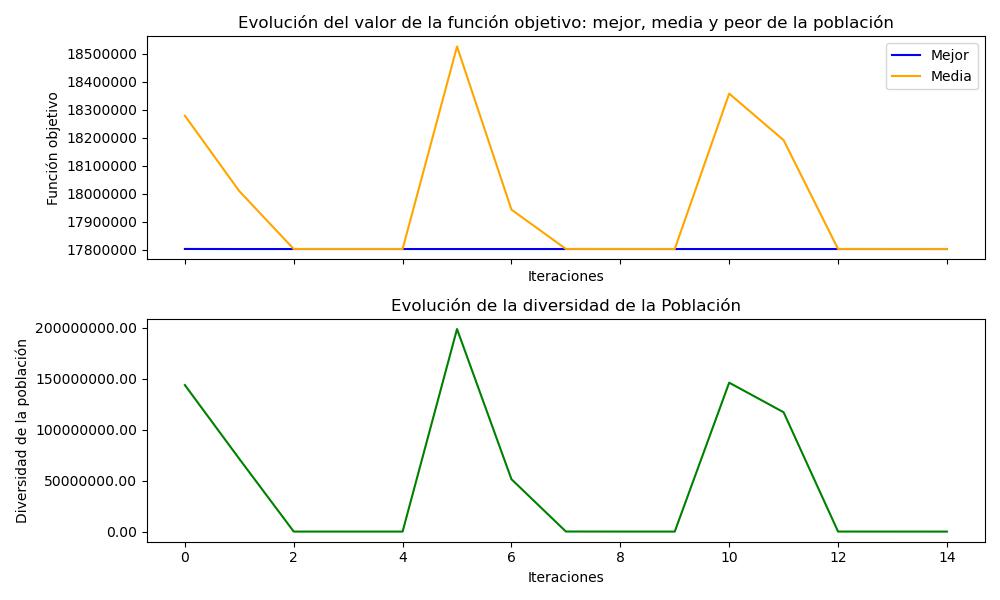 Evolución del valor de la función objetivo: mejor, media y peor de la población
Función objetivo
18500000
18400000
18300000
18200000
18100000
18000000
17900000
17800000
Mejor
Media
Iteraciones
Evolución de la diversidad de la Población
Diversidad de la población
200000000.00
150000000.00
100000000.00
50000000.00
0.00
0 2 4 6 8 10 12 14
Iteraciones